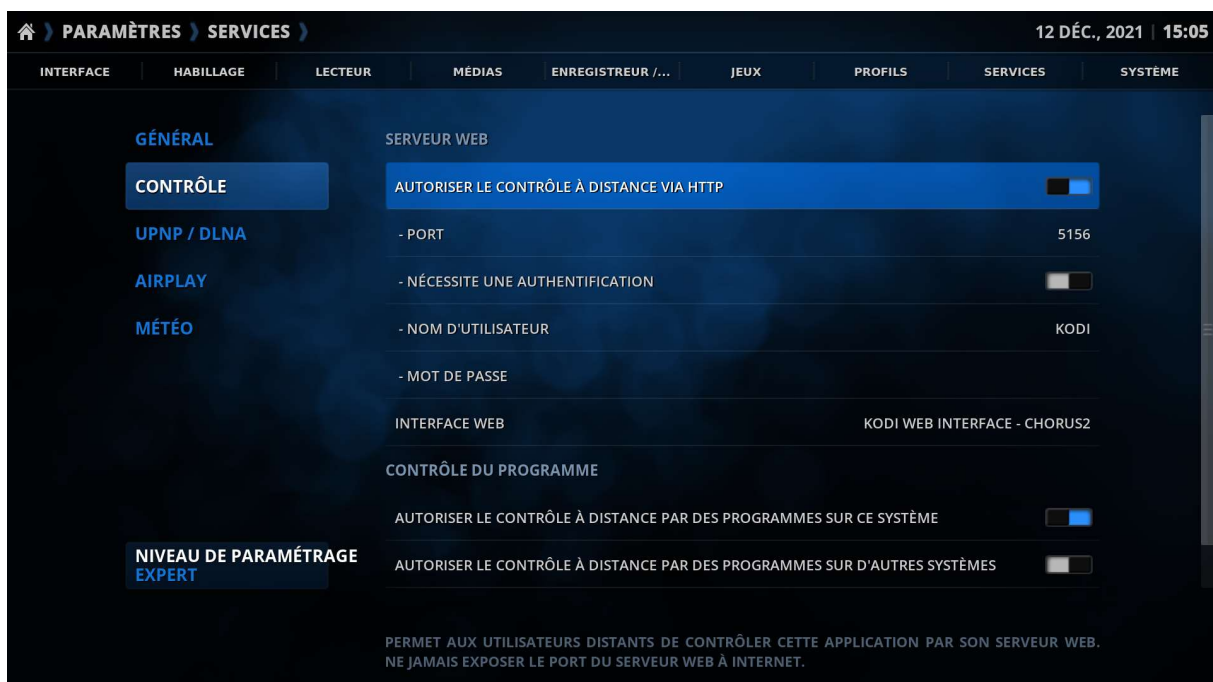 PARAMÈTRES SERVICES 12 DÉC., 2021 | 15:05
INTERFACE HABILLAGE LECTEUR MÉDIAS ENREGISTREUR /... JEUX PROFILS SERVICES SYSTÈME
GÉNÉRAL
CONTRÔLE
UPNP / DLNA
AIRPLAY
MÉTÉO
NIVEAU DE PARAMÉTRAGE
EXPERT
SERVEUR WEB
AUTORISER LE CONTRÔLE À DISTANCE VIA HTTP
- PORT 5156
- NÉCESSITE UNE AUTHENTIFICATION
- NOM D'UTILISATEUR KODI
- MOT DE PASSE
INTERFACE WEB KODI WEB INTERFACE - CHORUS2
CONTRÔLE DU PROGRAMME
AUTORISER LE CONTRÔLE À DISTANCE PAR DES PROGRAMMES SUR CE SYSTÈME
AUTORISER LE CONTRÔLE À DISTANCE PAR DES PROGRAMMES SUR D'AUTRES SYSTÈMES
PERMET AUX UTILISATEURS DISTANTS DE CONTRÔLER CETTE APPLICATION PAR SON SERVEUR WEB.
NE JAMAIS EXPOSER LE PORT DU SERVEUR WEB À INTERNET.